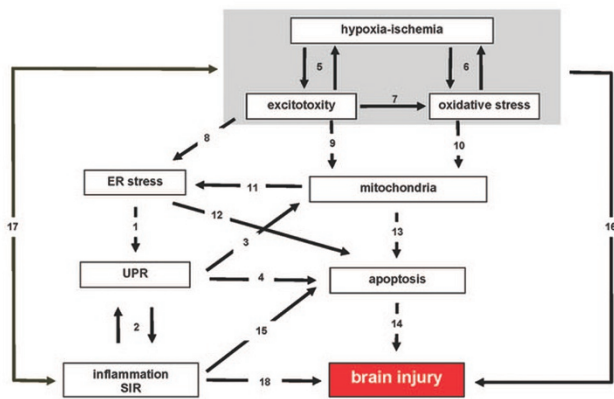 hypoxia-ischemia
5
6
excitotoxity
7
oxidative stress
8
9
10
ER stress
11
mitochondria
17
1
12
3
13
16
UPR
4
apoptosis
2
15
14
inflammation
SIR
18
brain injury